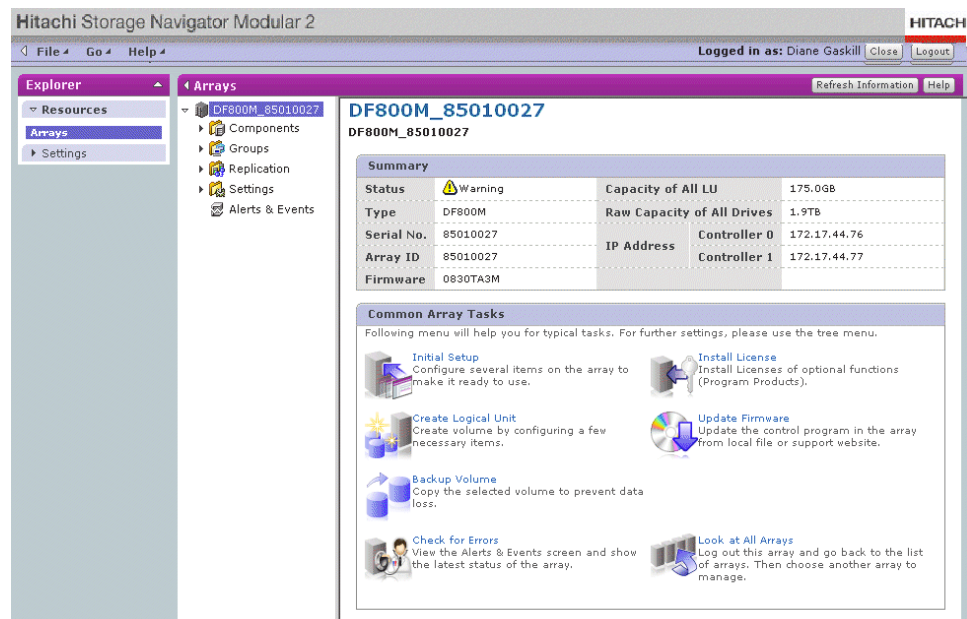 Hitachi Storage Navigator Modular 2
HITACH
File Go Help
Logged in as: Diane Gaskill Close Logout
Explorer
Arrays
Refresh Information Help
Resources
Arrays
Settings
DF800M_85010027
Components
Groups
Replication
Settings
Alerts & Events
DF800M_85010027
DF800M_85010027
Summary
Status Warning Capacity of All LU 175.0GB
Type DF800M Raw Capacity of All Drives 1.9TB
Serial No. 85010027 IP Address Controller 0 172.17.44.76
Array ID 85010027 Controller 1 172.17.44.77
Firmware 0830TA3M
Common Array Tasks
Following menu will help you for typical tasks. For further settings, please use the tree menu.
Initial Setup
Configure several items on the array to
make it ready to use.
Install License
Install Licenses of optional functions
(Program Products).
Create Logical Unit
Create volume by configuring a few
necessary items.
Update Firmware
Update the control program in the array
from local file or support website.
Backup Volume
Copy the selected volume to prevent data
loss.
Check for Errors
View the Alerts & Events screen and show
the latest status of the array.
Look at All Arrays
Log out this array and go back to the list
of arrays. Then choose another array to
manage.